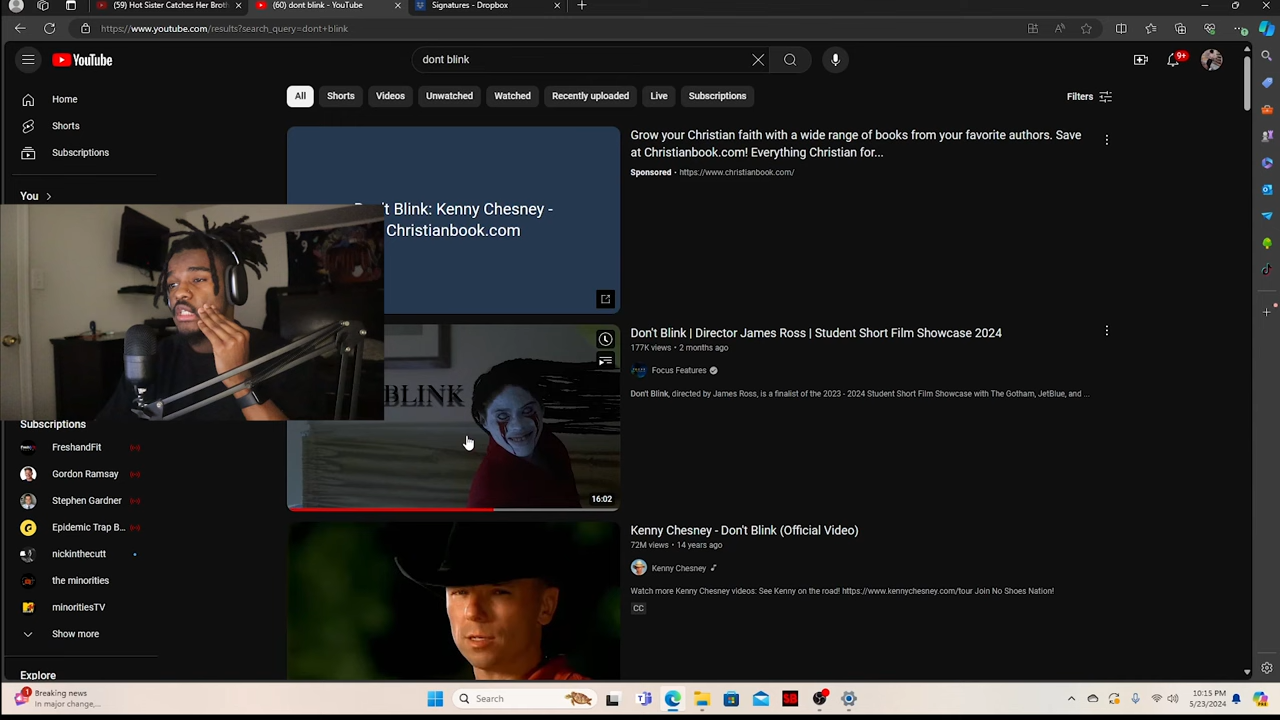 (59) Hot Sister Catches Her Broth
(60) dont blink - YouTube
Signatures - Dropbox
https://www.youtube.com/results?search_query=dont+blink
YouTube
dont blink
9+
All
Shorts
Videos
Unwatched
Watched
Recently uploaded
Live
Subscriptions
Filters
Home
Shorts
Subscriptions
You
Subscriptions
FreshandFit
Gordon Ramsay
Stephen Gardner
Epidemic Trap B...
nickinthecutt
the minorities
minoritiesTV
Show more
Explore
't Blink: Kenny Chesney -
Christianbook.com
Grow your Christian faith with a wide range of books from your favorite authors. Save
at Christianbook.com! Everything Christian for...
Sponsored • https://www.christianbook.com/
BLINK
16:02
Don't Blink | Director James Ross | Student Short Film Showcase 2024
177K views • 2 months ago
Focus Features
Don't Blink, directed by James Ross, is a finalist of the 2023 - 2024 Student Short Film Showcase with The Gotham, JetBlue, and ...
Kenny Chesney - Don't Blink (Official Video)
72M views • 14 years ago
Kenny Chesney
Watch more Kenny Chesney videos: See Kenny on the road! https://www.kennychesney.com/tour Join No Shoes Nation!
CC
1
Breaking news
In major change,...
Search
SB
10:15 PM
5/23/2024